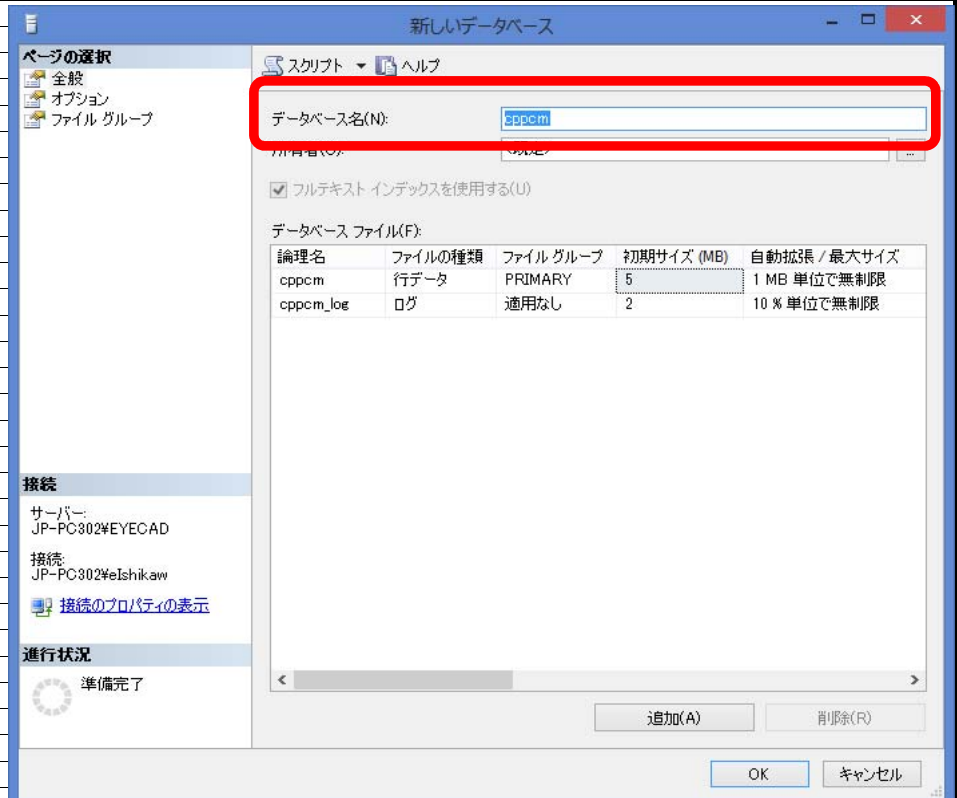 新しいデータベース
ページの選択
全般
オプション
ファイル グループ
スクリプト ヘルプ
データベース名(N): cppcm
所有者(O): <既定> ...
フルテキスト インデックスを使用する(U)
データベース ファイル(F):
論理名 ファイルの種類 ファイル グループ 初期サイズ (MB) 自動拡張 / 最大サイズ
cppcm 行データ PRIMARY 5 1 MB 単位で無制限
cppcm_log ログ 適用なし 2 10 % 単位で無制限
接続
サーバー:
JP-PC302¥EYECAD
接続:
JP-PC302¥eIshikaw
接続のプロパティの表示
進行状況
準備完了
追加(A) 削除(R)
OK キャンセル